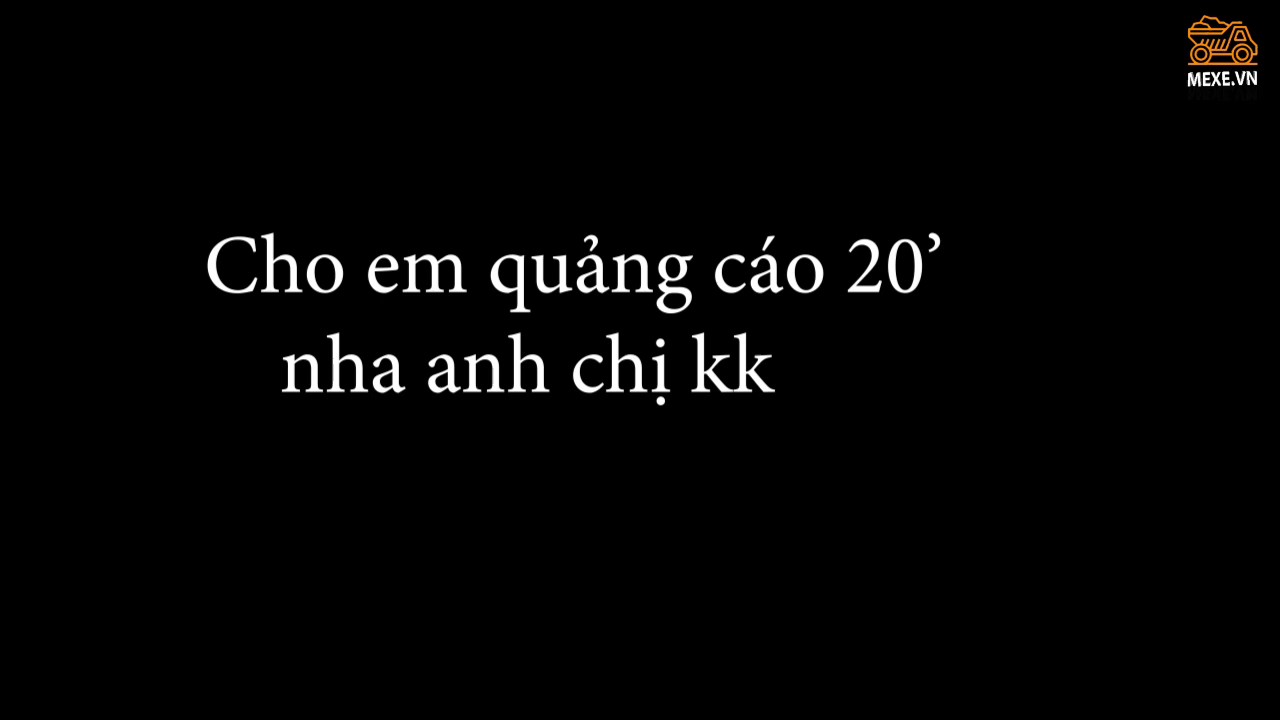 MEXE.VN
Cho em quảng cáo 20’
nha anh chị kk